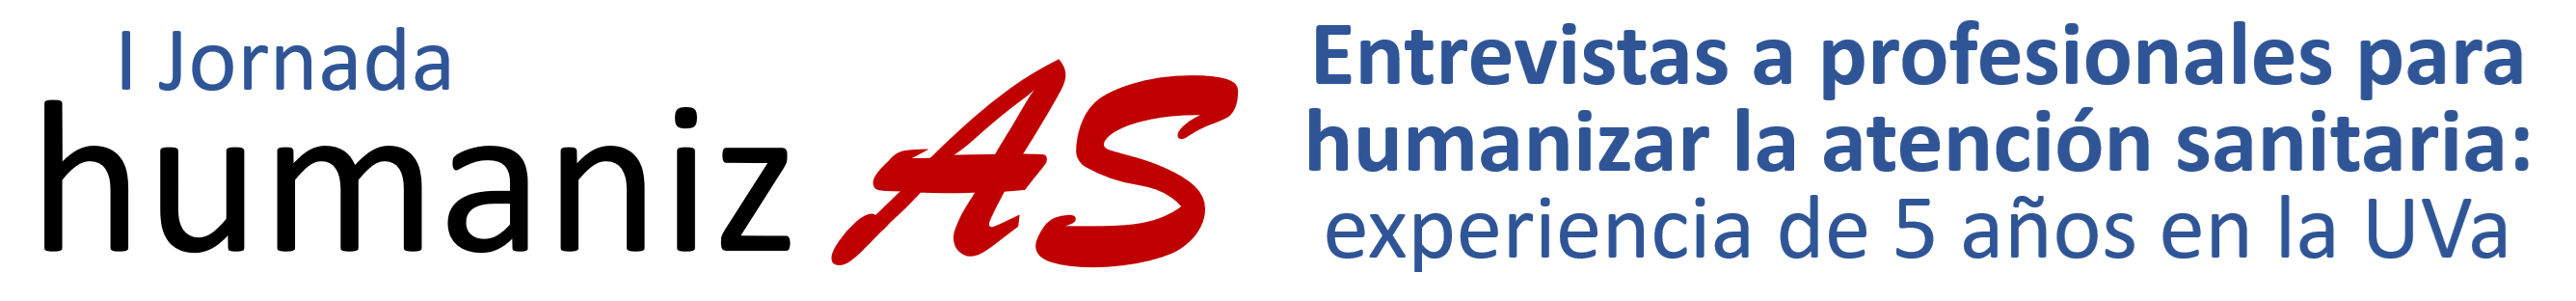 I Jornada
humanizAS
Entrevistas a profesionales para
humanizar la atención sanitaria:
experiencia de 5 años en la UVa